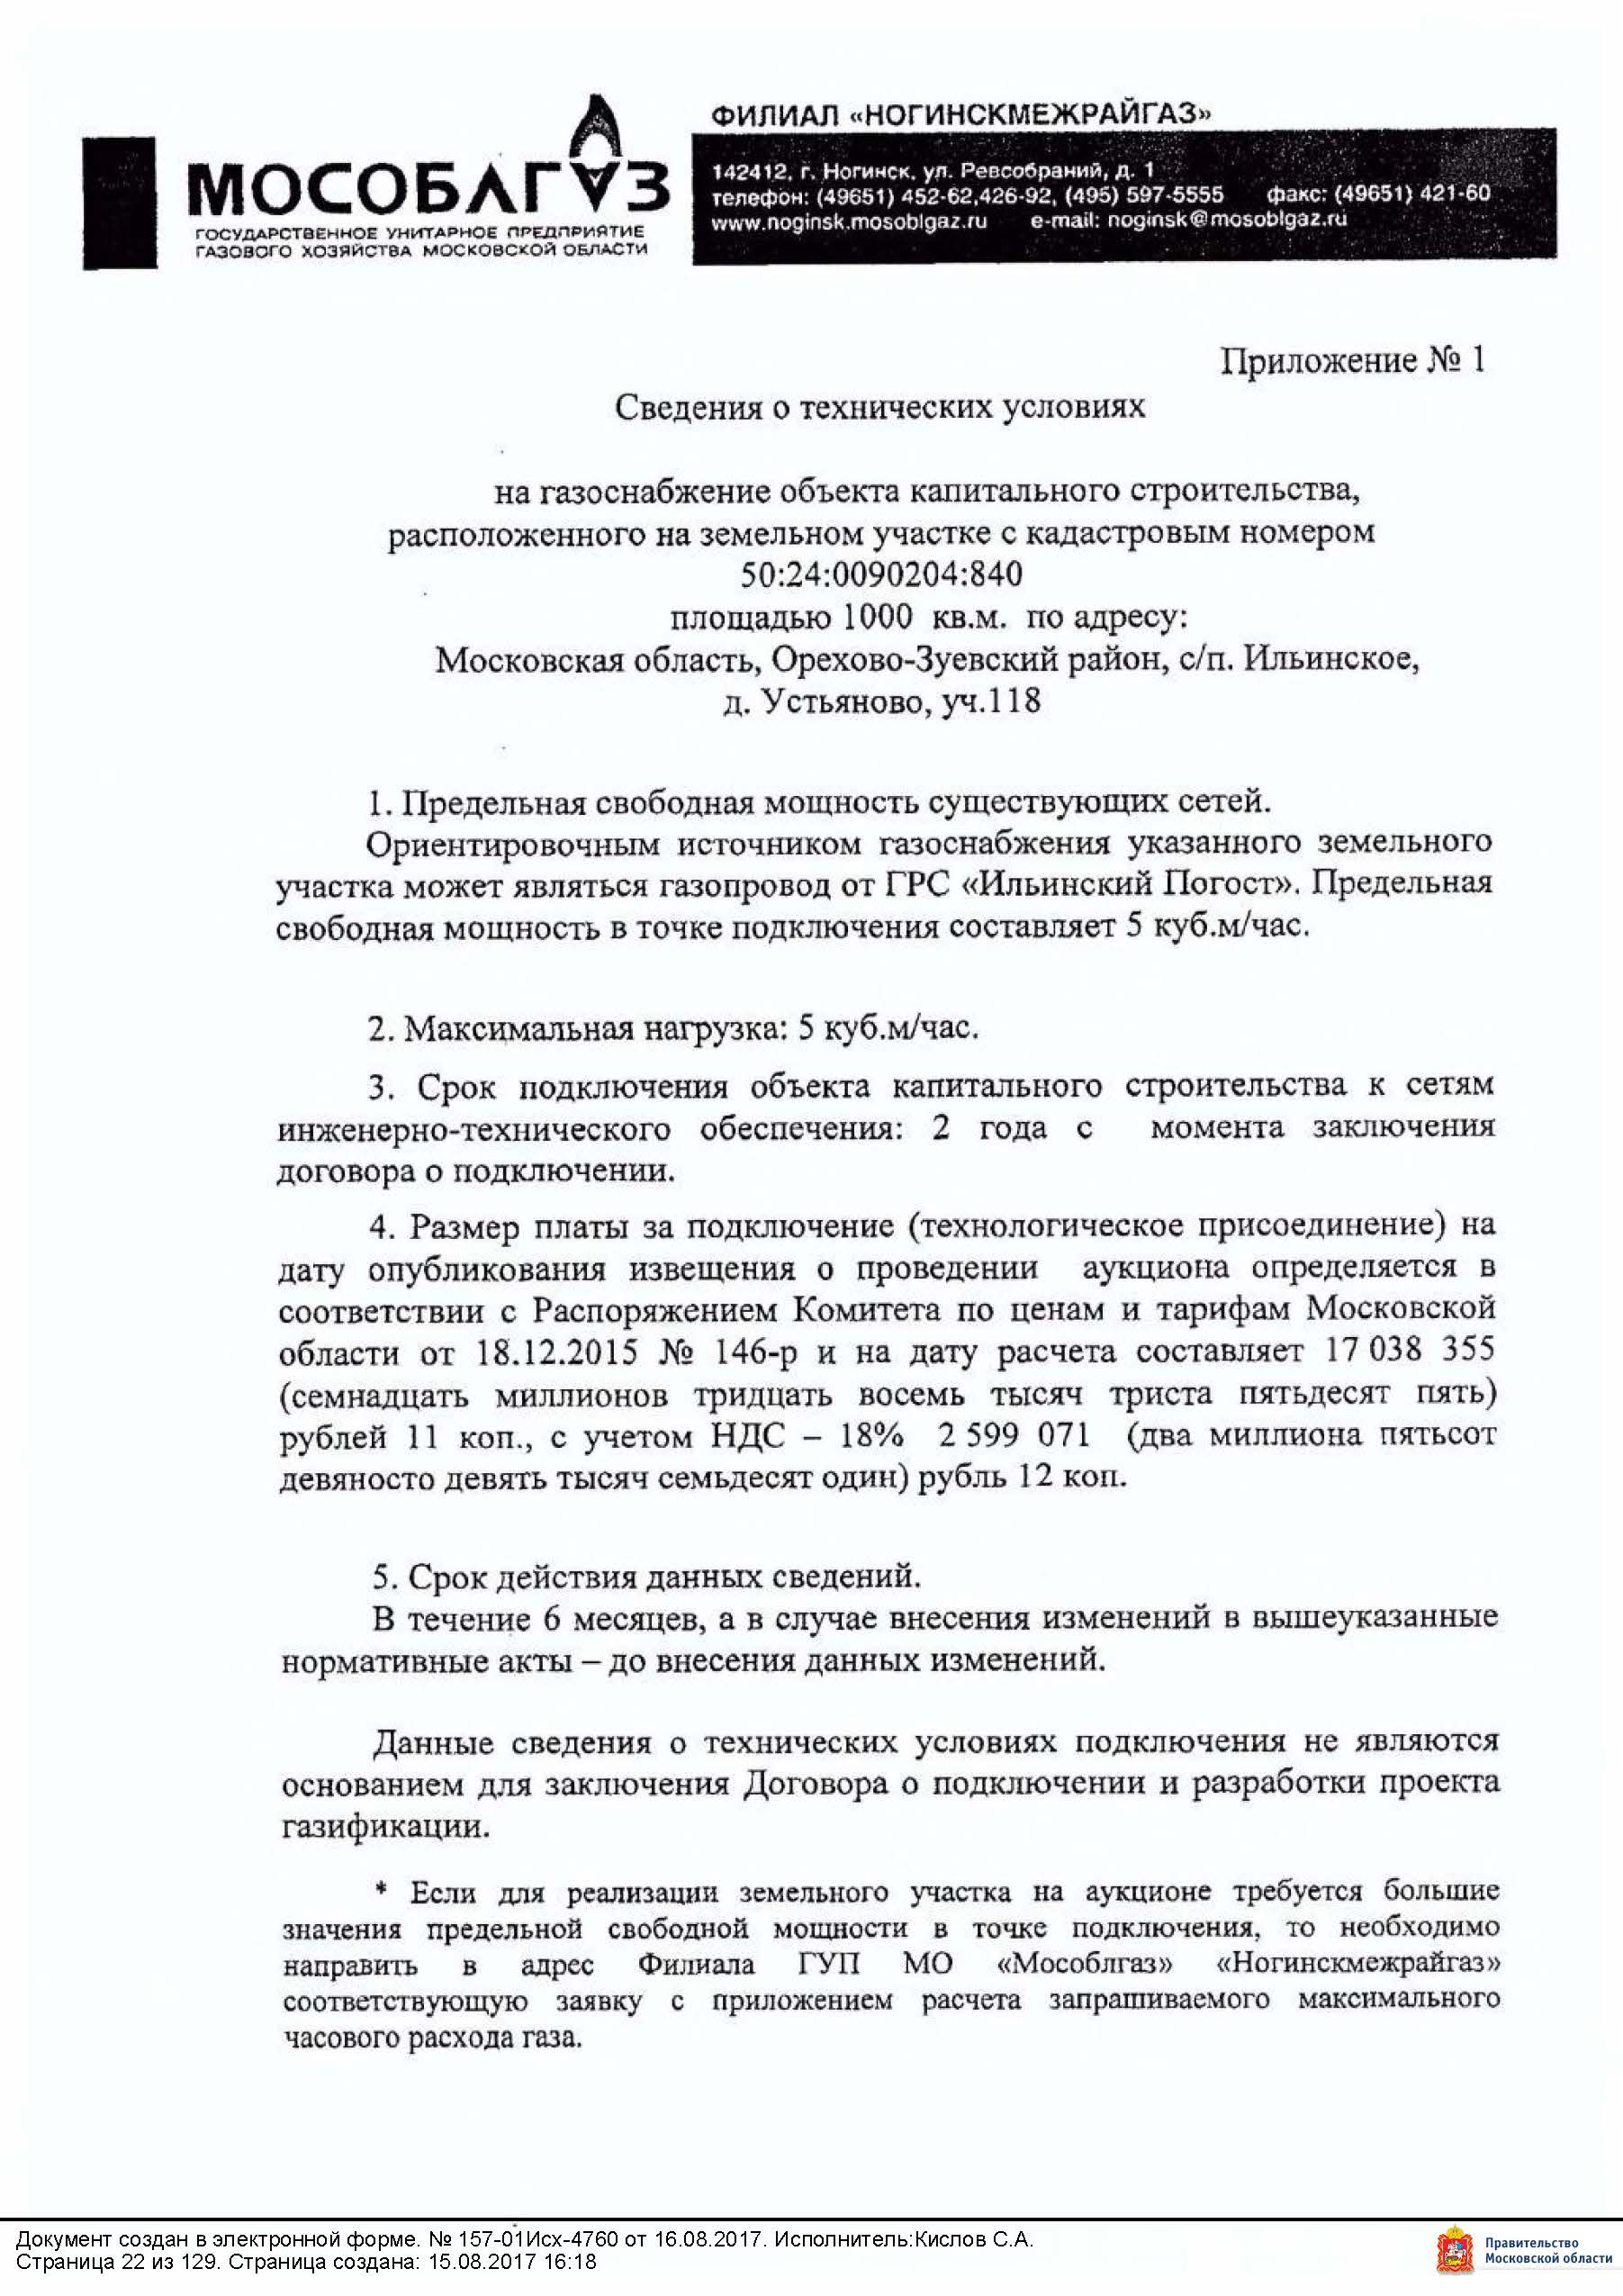 МОСОБЛГАЗ
ГОСУДАРСТВЕННОЕ УНИТАРНОЕ ПРЕДПРИЯТИЕ
ГАЗОВОГО ХОЗЯЙСТВА МОСКОВСКОЙ ОБЛАСТИ
ФИЛИАЛ «НОГИНСКМЕЖРАЙГАЗ»
142412, г. Ногинск, ул. Ревсобраний, д. 1
телефон: (49651) 452-62,426-92, (495) 597-5555 факс: (49651) 421-60
www.noginsk.mosoblgaz.ru e-mail: noginsk@mosoblgaz.ru
Приложение № 1
Сведения о технических условиях
на газоснабжение объекта капитального строительства,
расположенного на земельном участке с кадастровым номером
50:24:0090204:840
площадью 1000 кв.м. по адресу:
Московская область, Орехово-Зуевский район, с/п. Ильинское,
д. Устьяново, уч.118
1. Предельная свободная мощность существующих сетей.
Ориентировочным источником газоснабжения указанного земельного
участка может являться газопровод от ГРС «Ильинский Погост». Предельная
свободная мощность в точке подключения составляет 5 куб.м/час.
2. Максимальная нагрузка: 5 куб.м/час.
3. Срок подключения объекта капитального строительства к сетям
инженерно-технического обеспечения: 2 года с момента заключения
договора о подключении.
4. Размер платы за подключение (технологическое присоединение) на
дату опубликования извещения о проведении аукциона определяется в
соответствии с Распоряжением Комитета по ценам и тарифам Московской
области от 18.12.2015 № 146-р и на дату расчета составляет 17 038 355
(семнадцать миллионов тридцать восемь тысяч триста пятьдесят пять)
рублей 11 коп., с учетом НДС – 18% 2 599 071 (два миллиона пятьсот
девяносто девять тысяч семьдесят один) рубль 12 коп.
5. Срок действия данных сведений.
В течение 6 месяцев, а в случае внесения изменений в вышеуказанные
нормативные акты – до внесения данных изменений.
Данные сведения о технических условиях подключения не являются
основанием для заключения Договора о подключении и разработки проекта
газификации.
* Если для реализации земельного участка на аукционе требуется большие
значения предельной свободной мощности в точке подключения, то необходимо
направить в адрес Филиала ГУП МО «Мособлгаз» «Ногинскмежрайгаз»
соответствующую заявку с приложением расчета запрашиваемого максимального
часового расхода газа.
Документ создан в электронной форме. № 157-01Исх-4760 от 16.08.2017. Исполнитель:Кислов С.А.
Страница 22 из 129. Страница создана: 15.08.2017 16:18
Правительство
Московской области